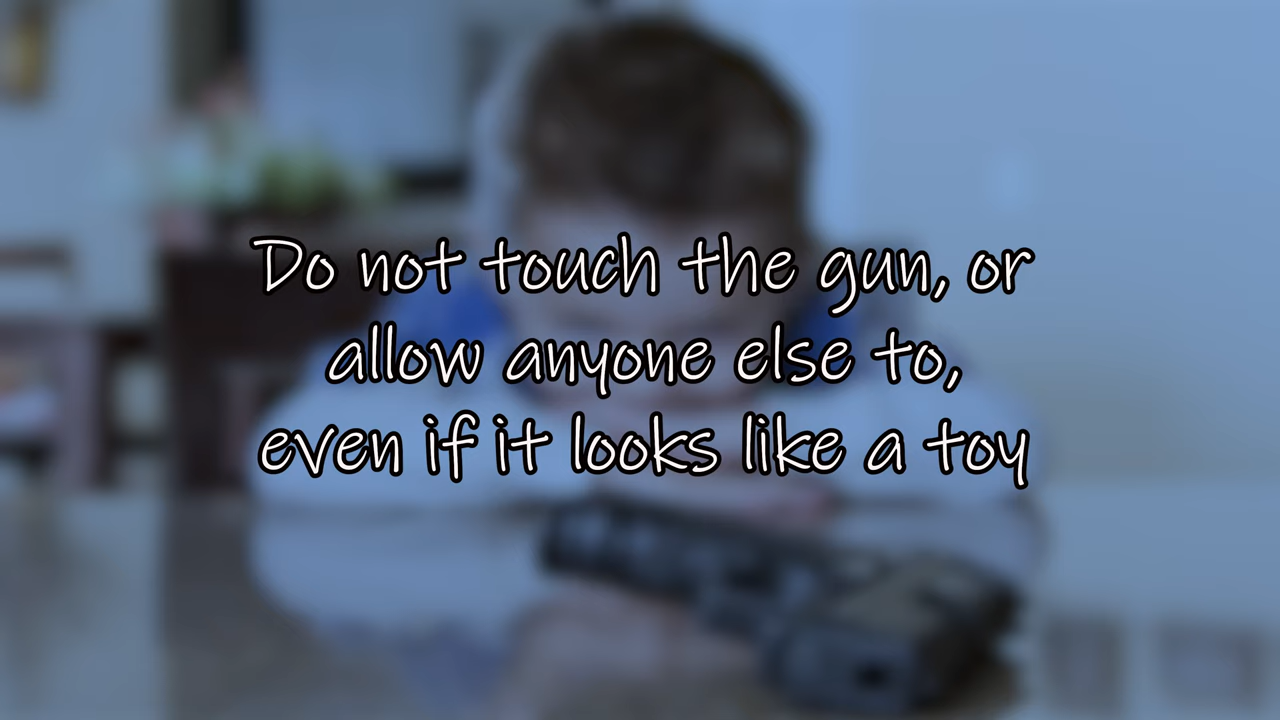 Do not touch the gun, or
allow anyone else to,
even if it looks like a toy